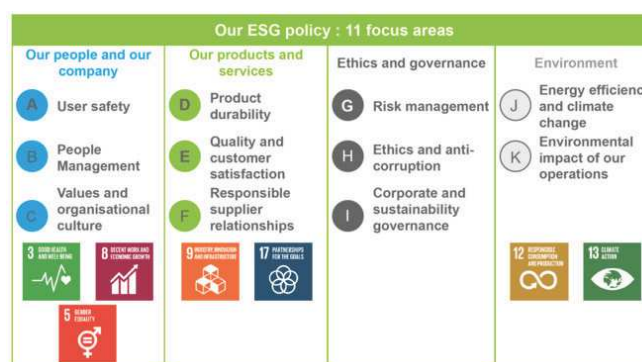 Our ESG policy : 11 focus areas
Our people and our
company
A
User safety
B
People
Management
C
Values and
organisational
culture
3 GOOD HEALTH
AND WELL-BEING
8 DECENT WORK AND
ECONOMIC GROWTH
5 GENDER
EQUALITY
Our products and
services
D
Product
durability
E
Quality and
customer
satisfaction
F
Responsible
supplier
relationships
9 INDUSTRY, INNOVATION
AND INFRASTRUCTURE
17 PARTNERSHIPS
FOR THE GOALS
Ethics and governance
G
Risk management
H
Ethics and anti-
corruption
I
Corporate and
sustainability
governance
Environment
J
Energy efficienc
and climate
change
K
Environmental
impact of our
operations
12 RESPONSIBLE
CONSUMPTION
AND PRODUCTION
13 CLIMATE
ACTION